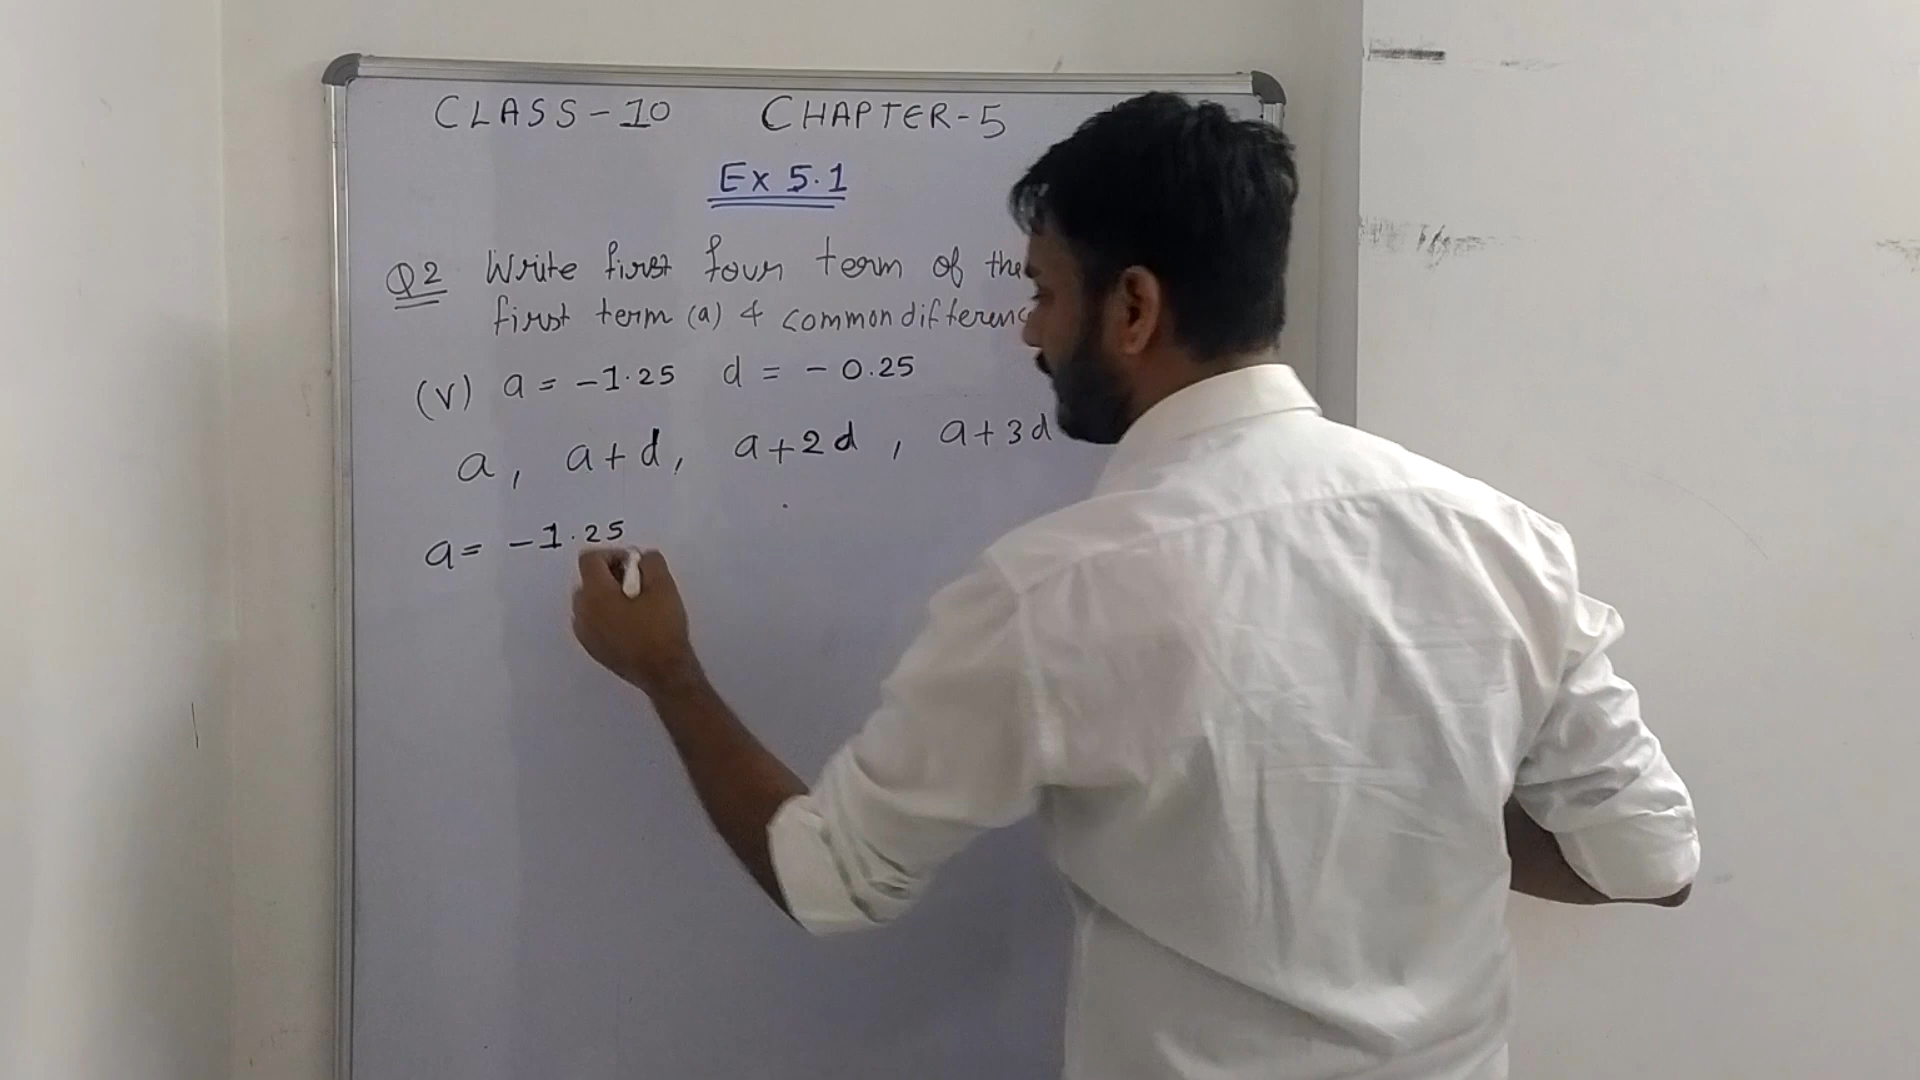 CLASS-10 CHAPTER-5
Ex 5.1
Q2 Write first four term of the
first term (a) & common differenc
(V) a = -1.25 d = - 0.25
a, a+d, a+2d, a+3d
a= -1.25